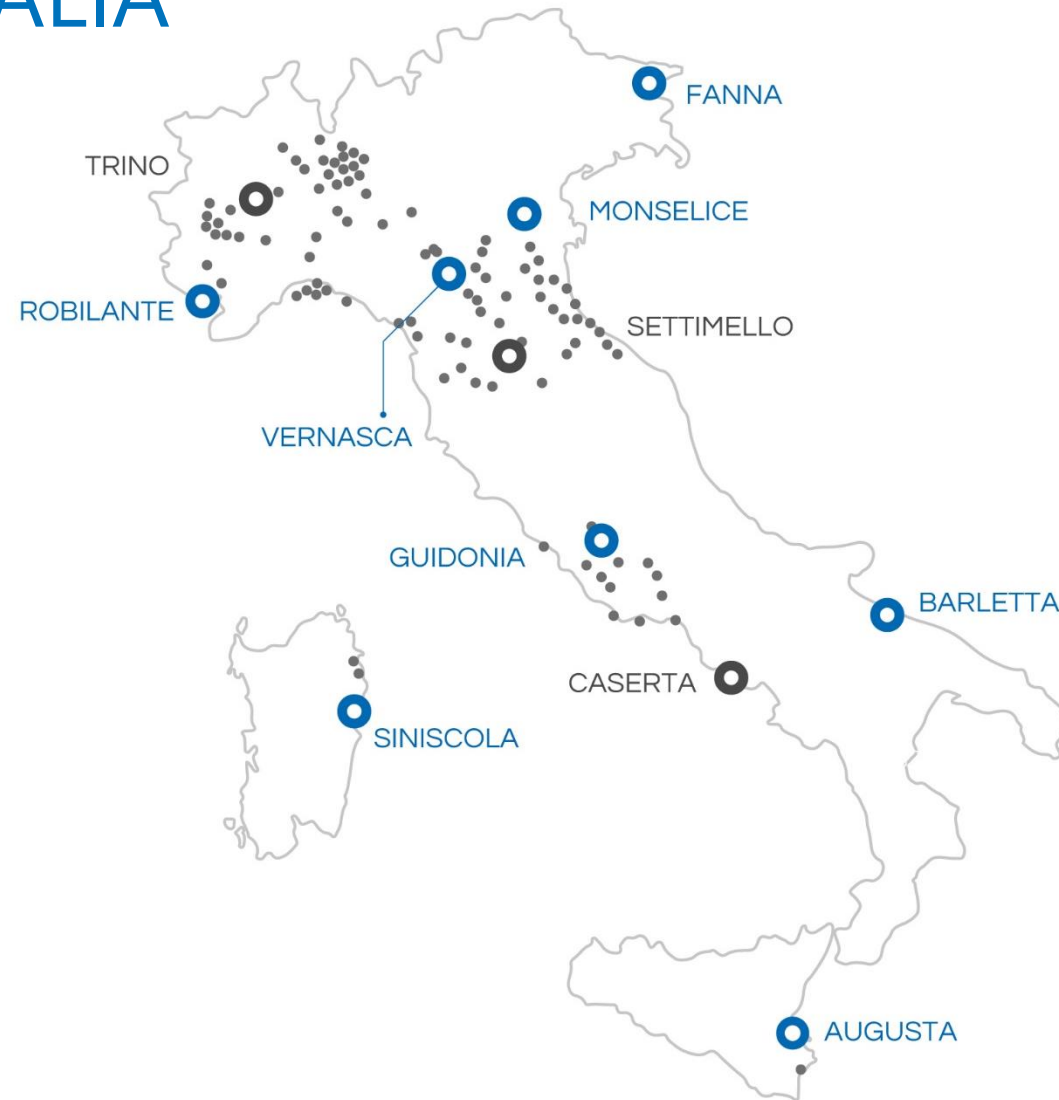 ALIA
FANNA
TRINO
MONSELICE
ROBILANTE
SETTIMELLO
VERNASCA
GUIDONIA
BARLETTA
CASERTA
SINISCOLA
AUGUSTA